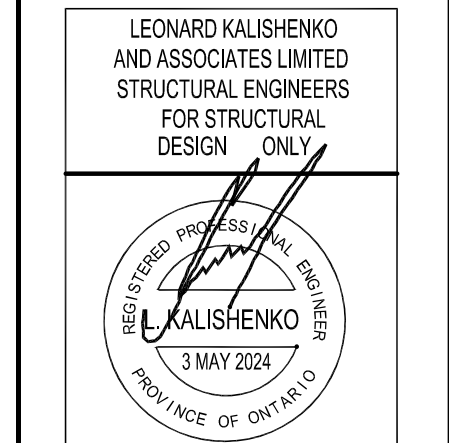 LEONARD KALISHENKO
AND ASSOCIATES LIMITED
STRUCTURAL ENGINEERS
FOR STRUCTURAL
DESIGN ONLY
REGISTERED PROFESSIONAL ENGINEER
L. KALISHENKO
3 MAY 2024
PROVINCE OF ONTARIO